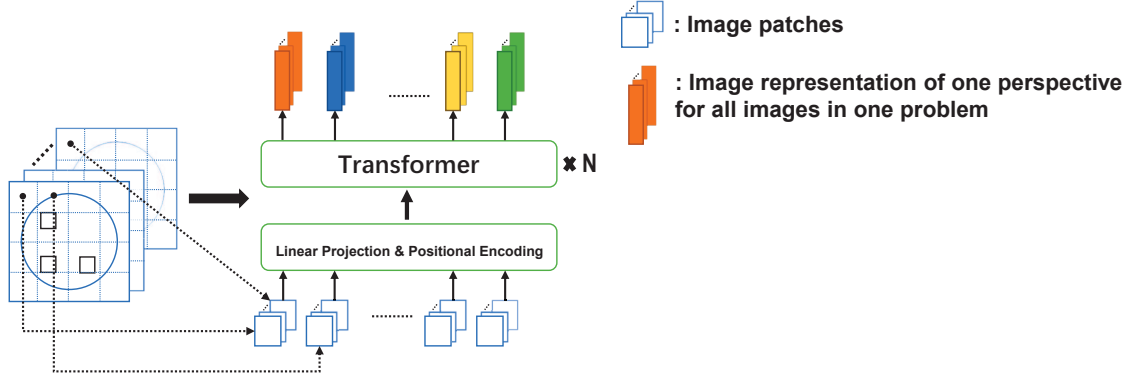 : Image patches
: Image representation of one perspective
for all images in one problem
Transformer
× N
Linear Projection & Positional Encoding